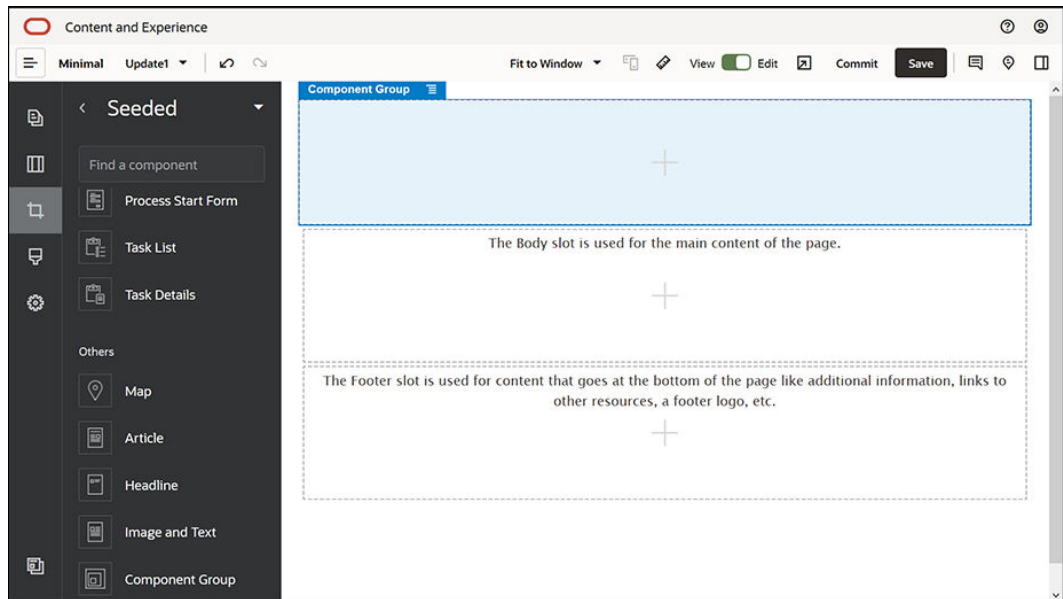 Content and Experience
Minimal Update1 Fit to Window View Edit Commit Save
Seeded
Find a component
Process Start Form
Task List
Task Details
Others
Map
Article
Headline
Image and Text
Component Group
Component Group
The Body slot is used for the main content of the page.
The Footer slot is used for content that goes at the bottom of the page like additional information, links to
other resources, a footer logo, etc.